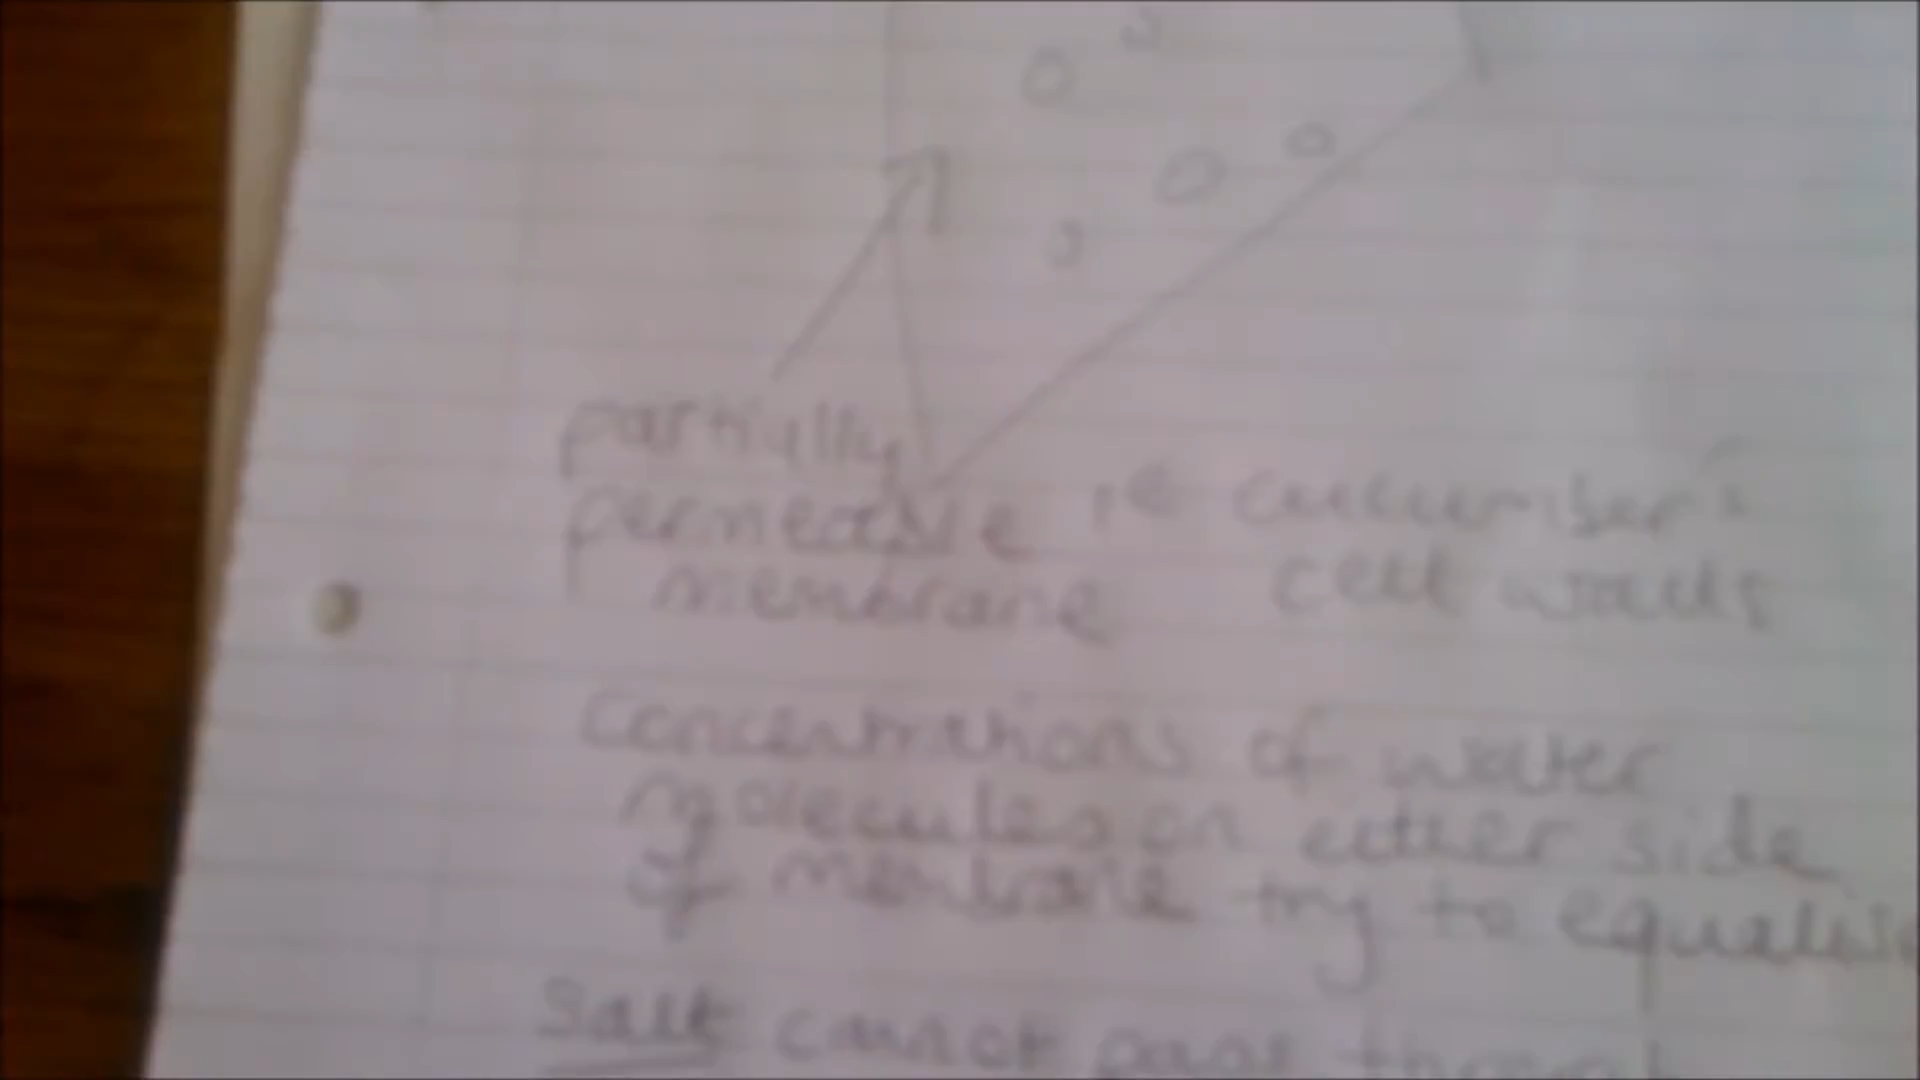 partially
permeable ie cucumber's
membrane cell walls
Concentrations of water
molecules on either side
of membrane try to equalise
Salt cannot pass through